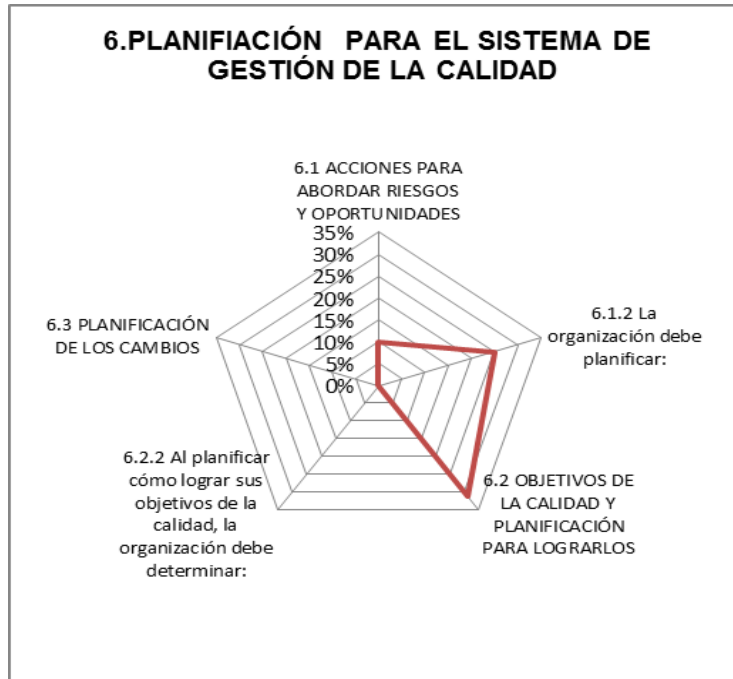 6.PLANIFIACIÓN PARA EL SISTEMA DE
GESTIÓN DE LA CALIDAD
6.1 ACCIONES PARA
ABORDAR RIESGOS
Y OPORTUNIDADES
35%
30%
25%
20%
15%
10%
5%
0%
6.1.2 La
organización debe
planificar:
6.2 OBJETIVOS DE
LA CALIDAD Y
PLANIFICACIÓN
PARA LOGRARLOS
6.2.2 Al planificar
cómo lograr sus
objetivos de la
calidad, la
organización debe
determinar:
6.3 PLANIFICACIÓN
DE LOS CAMBIOS